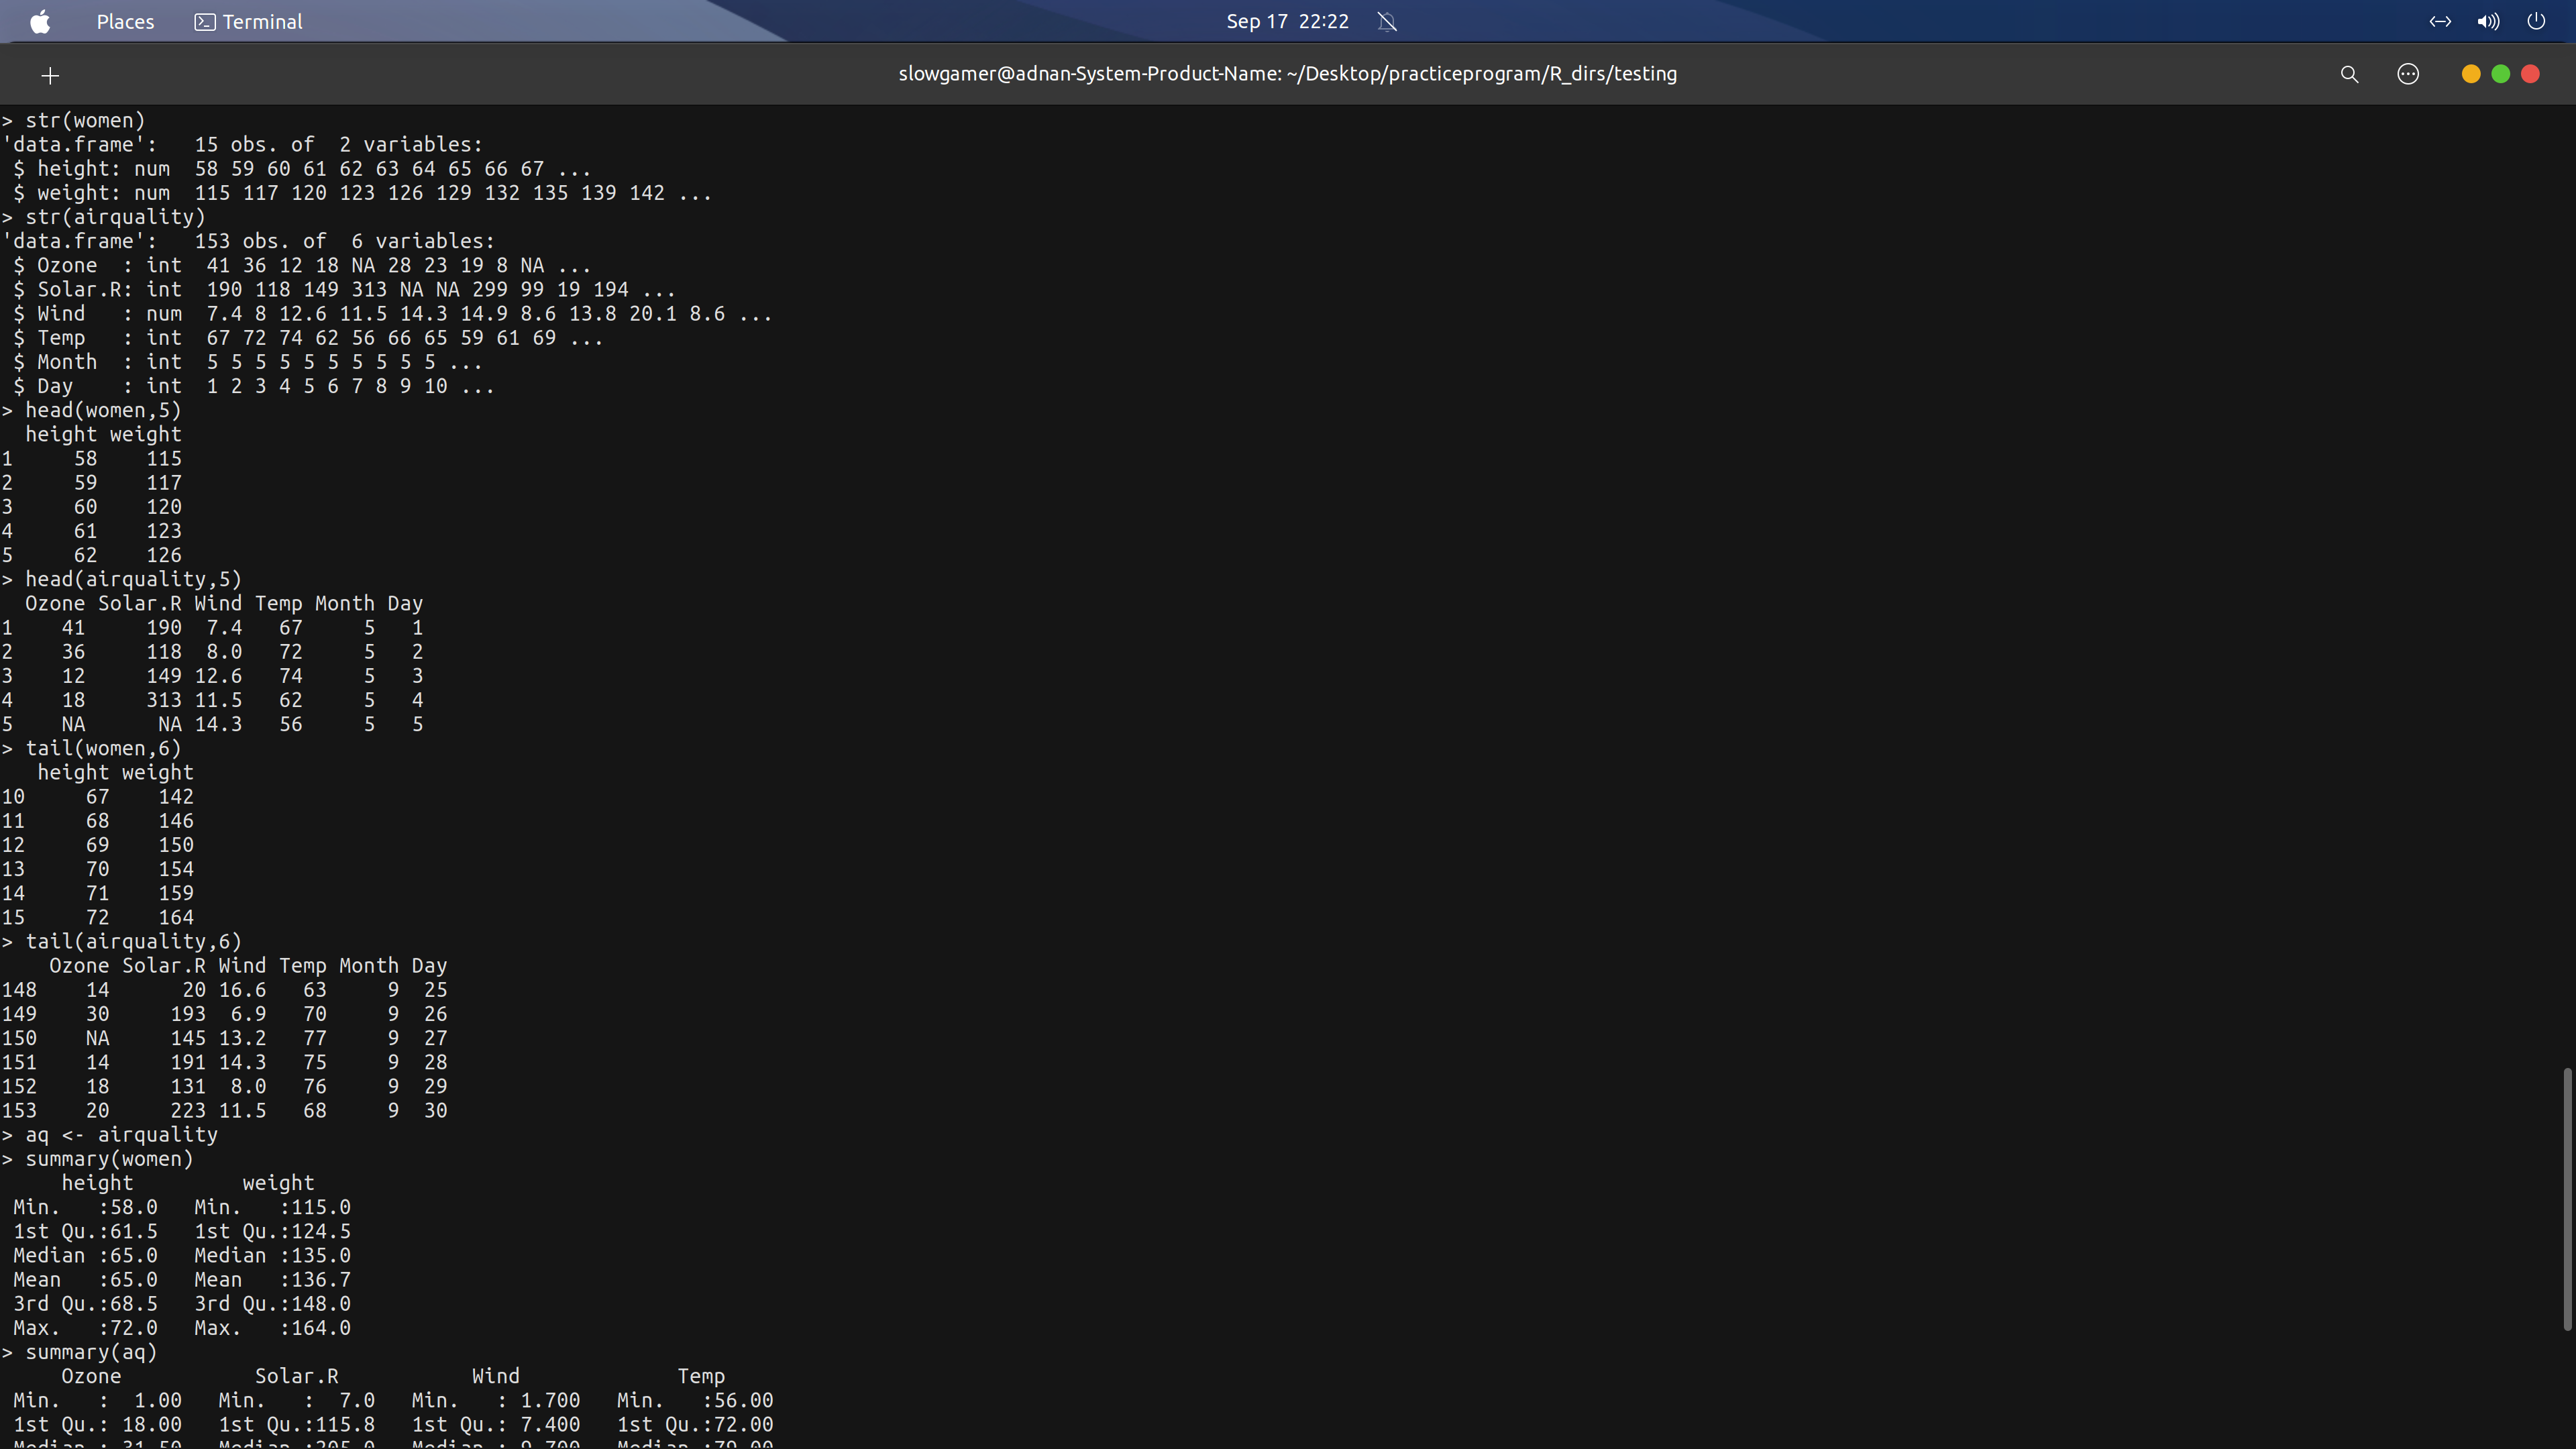 Places Terminal Sep 17 22:22
slowgamer@adnan-System-Product-Name: ~/Desktop/practiceprogram/R_dirs/testing
> str(women)
'data.frame':   15 obs. of  2 variables:
 $ height: num  58 59 60 61 62 63 64 65 66 67 ...
 $ weight: num  115 117 120 123 126 129 132 135 139 142 ...
> str(airquality)
'data.frame':   153 obs. of  6 variables:
 $ Ozone  : int  41 36 12 18 NA 28 23 19 8 NA ...
 $ Solar.R: int  190 118 149 313 NA NA 299 99 19 194 ...
 $ Wind   : num  7.4 8 12.6 11.5 14.3 14.9 8.6 13.8 20.1 8.6 ...
 $ Temp   : int  67 72 74 62 56 66 65 59 61 69 ...
 $ Month  : int  5 5 5 5 5 5 5 5 5 5 ...
 $ Day    : int  1 2 3 4 5 6 7 8 9 10 ...
> head(women,5)
  height weight
1     58    115
2     59    117
3     60    120
4     61    123
5     62    126
> head(airquality,5)
  Ozone Solar.R Wind Temp Month Day
1    41     190  7.4   67     5   1
2    36     118  8.0   72     5   2
3    12     149 12.6   74     5   3
4    18     313 11.5   62     5   4
5    NA      NA 14.3   56     5   5
> tail(women,6)
   height weight
10     67    142
11     68    146
12     69    150
13     70    154
14     71    159
15     72    164
> tail(airquality,6)
    Ozone Solar.R Wind Temp Month Day
148    14      20 16.6   63     9  25
149    30     193  6.9   70     9  26
150    NA     145 13.2   77     9  27
151    14     191 14.3   75     9  28
152    18     131  8.0   76     9  29
153    20     223 11.5   68     9  30
> aq <- airquality
> summary(women)
     height         weight
 Min.   :58.0   Min.   :115.0
 1st Qu.:61.5   1st Qu.:124.5
 Median :65.0   Median :135.0
 Mean   :65.0   Mean   :136.7
 3rd Qu.:68.5   3rd Qu.:148.0
 Max.   :72.0   Max.   :164.0
> summary(aq)
     Ozone           Solar.R           Wind             Temp
 Min.   :  1.00   Min.   :  7.0   Min.   : 1.700   Min.   :56.00
 1st Qu.: 18.00   1st Qu.:115.8   1st Qu.: 7.400   1st Qu.:72.00
 Median : 31.50   Median :205.0   Median : 9.700   Median :79.00